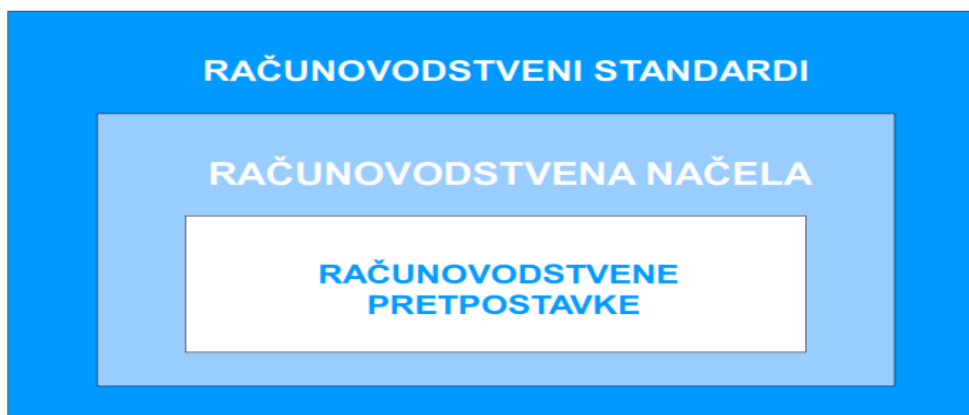 RAČUNOVODSTVENI STANDARDI
RAČUNOVODSTVENA NAČELA
RAČUNOVODSTVENE
PRETPOSTAVKE